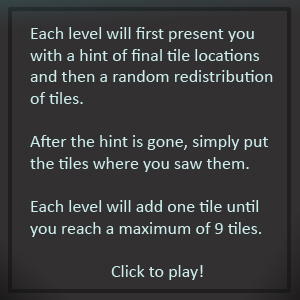 Each level will first present you
with a hint of final tile locations
and then a random redistribution
of tiles.
After the hint is gone, simply put
the tiles where you saw them.
Each level will add one tile until
you reach a maximum of 9 tiles.
Click to play!